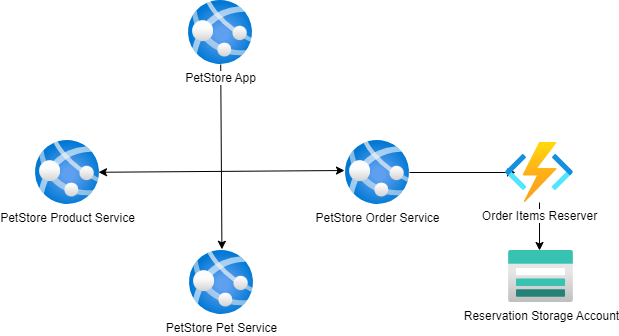 PetStore App
PetStore Product Service
PetStore Order Service
Order Items Reserver
PetStore Pet Service
Reservation Storage Account